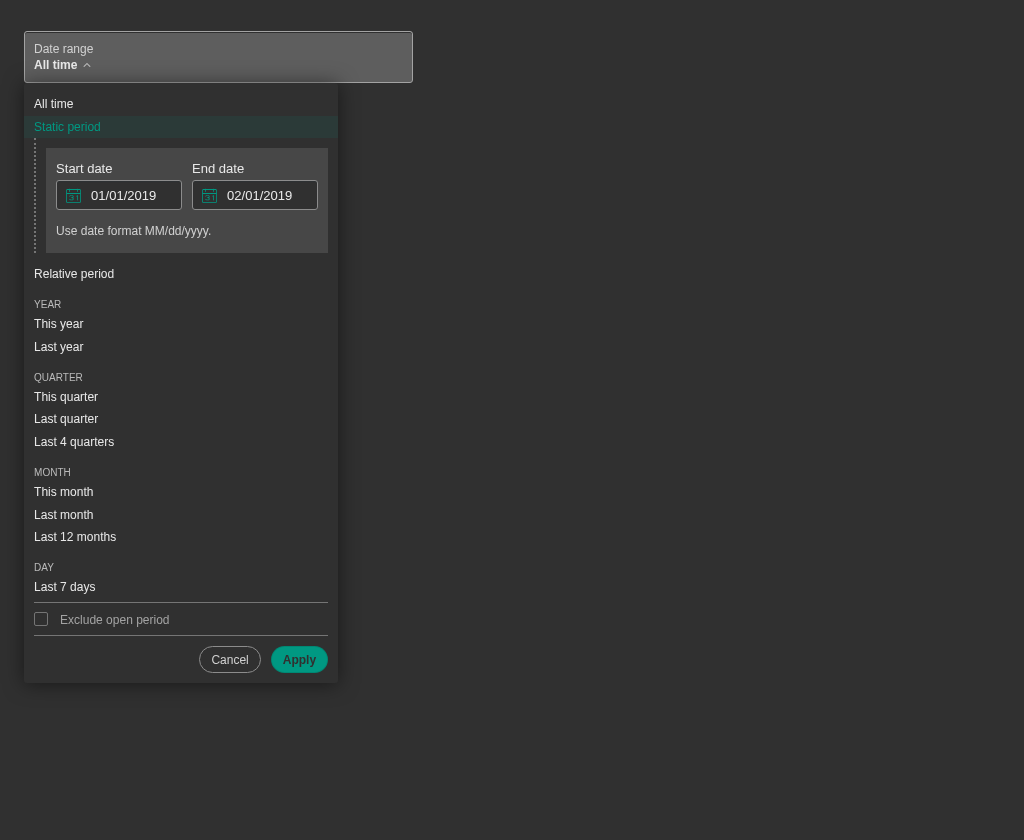 Date range
All time
All time
Static period
Start date End date
31 01/01/2019 31 02/01/2019
Use date format MM/dd/yyyy.
Relative period
YEAR
This year
Last year
QUARTER
This quarter
Last quarter
Last 4 quarters
MONTH
This month
Last month
Last 12 months
DAY
Last 7 days
Exclude open period
Cancel Apply